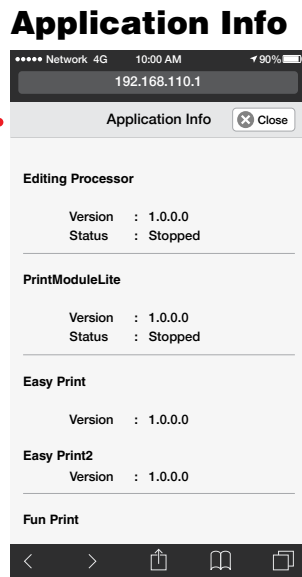 Application Info
Network 4G 10:00 AM 90%
192.168.110.1
Application Info Close
Editing Processor
Version : 1.0.0.0
Status : Stopped
PrintModuleLite
Version : 1.0.0.0
Status : Stopped
Easy Print
Version : 1.0.0.0
Easy Print2
Version : 1.0.0.0
Fun Print